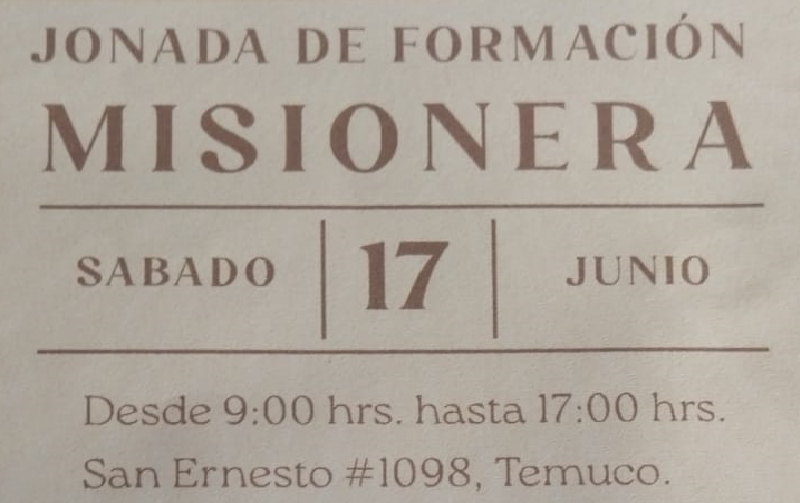 JONADA DE FORMACIÓN
MISIONERA
SABADO 17 JUNIO
Desde 9:00 hrs. hasta 17:00 hrs.
San Ernesto #1098, Temuco.